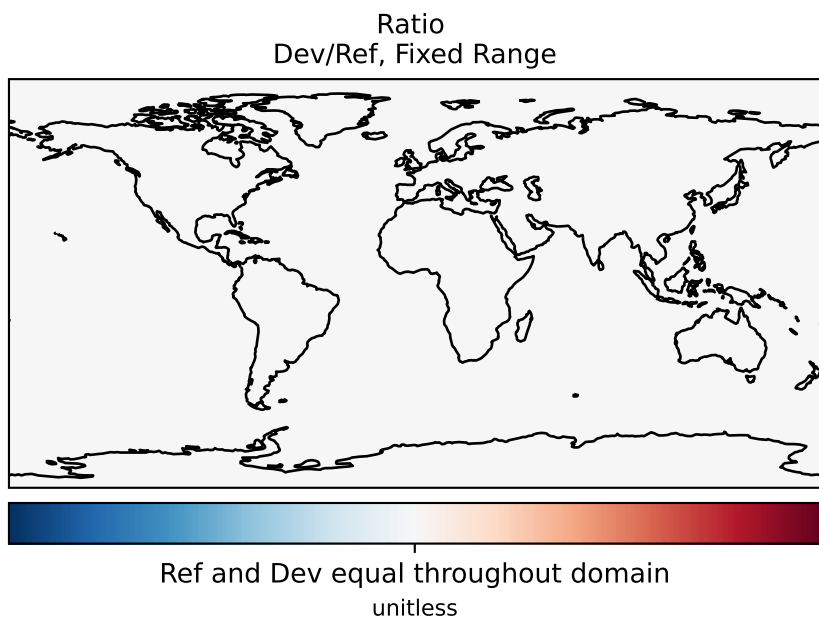 Ratio
Dev/Ref, Fixed Range
Ref and Dev equal throughout domain
unitless